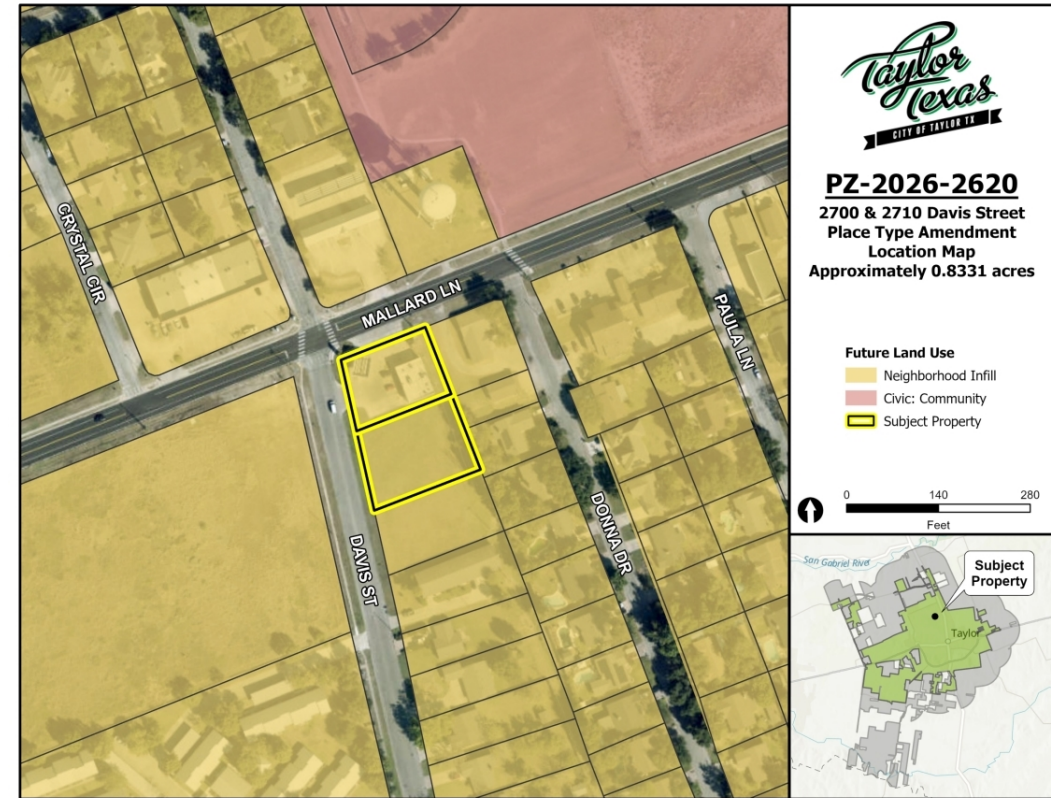 Taylor
Texas
CITY OF TAYLOR TX
PZ-2026-2620
2700 & 2710 Davis Street
Place Type Amendment
Location Map
Approximately 0.8331 acres
Future Land Use
Neighborhood Infill
Civic: Community
Subject Property
0 140 280
Feet
CRYSTAL CIR
MALLARD LN
PAULA LN
DAVIS ST
DONNA DR
San Gabriel River
Subject
Property
Taylor